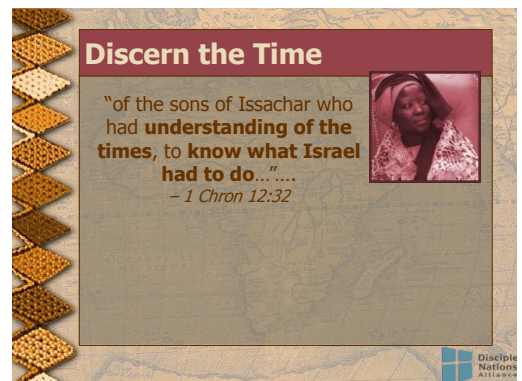 Discern the Time
“of the sons of Issachar who
had understanding of the
times, to know what Israel
had to do…”….
– 1 Chron 12:32
Disciple
Nations
Alliance